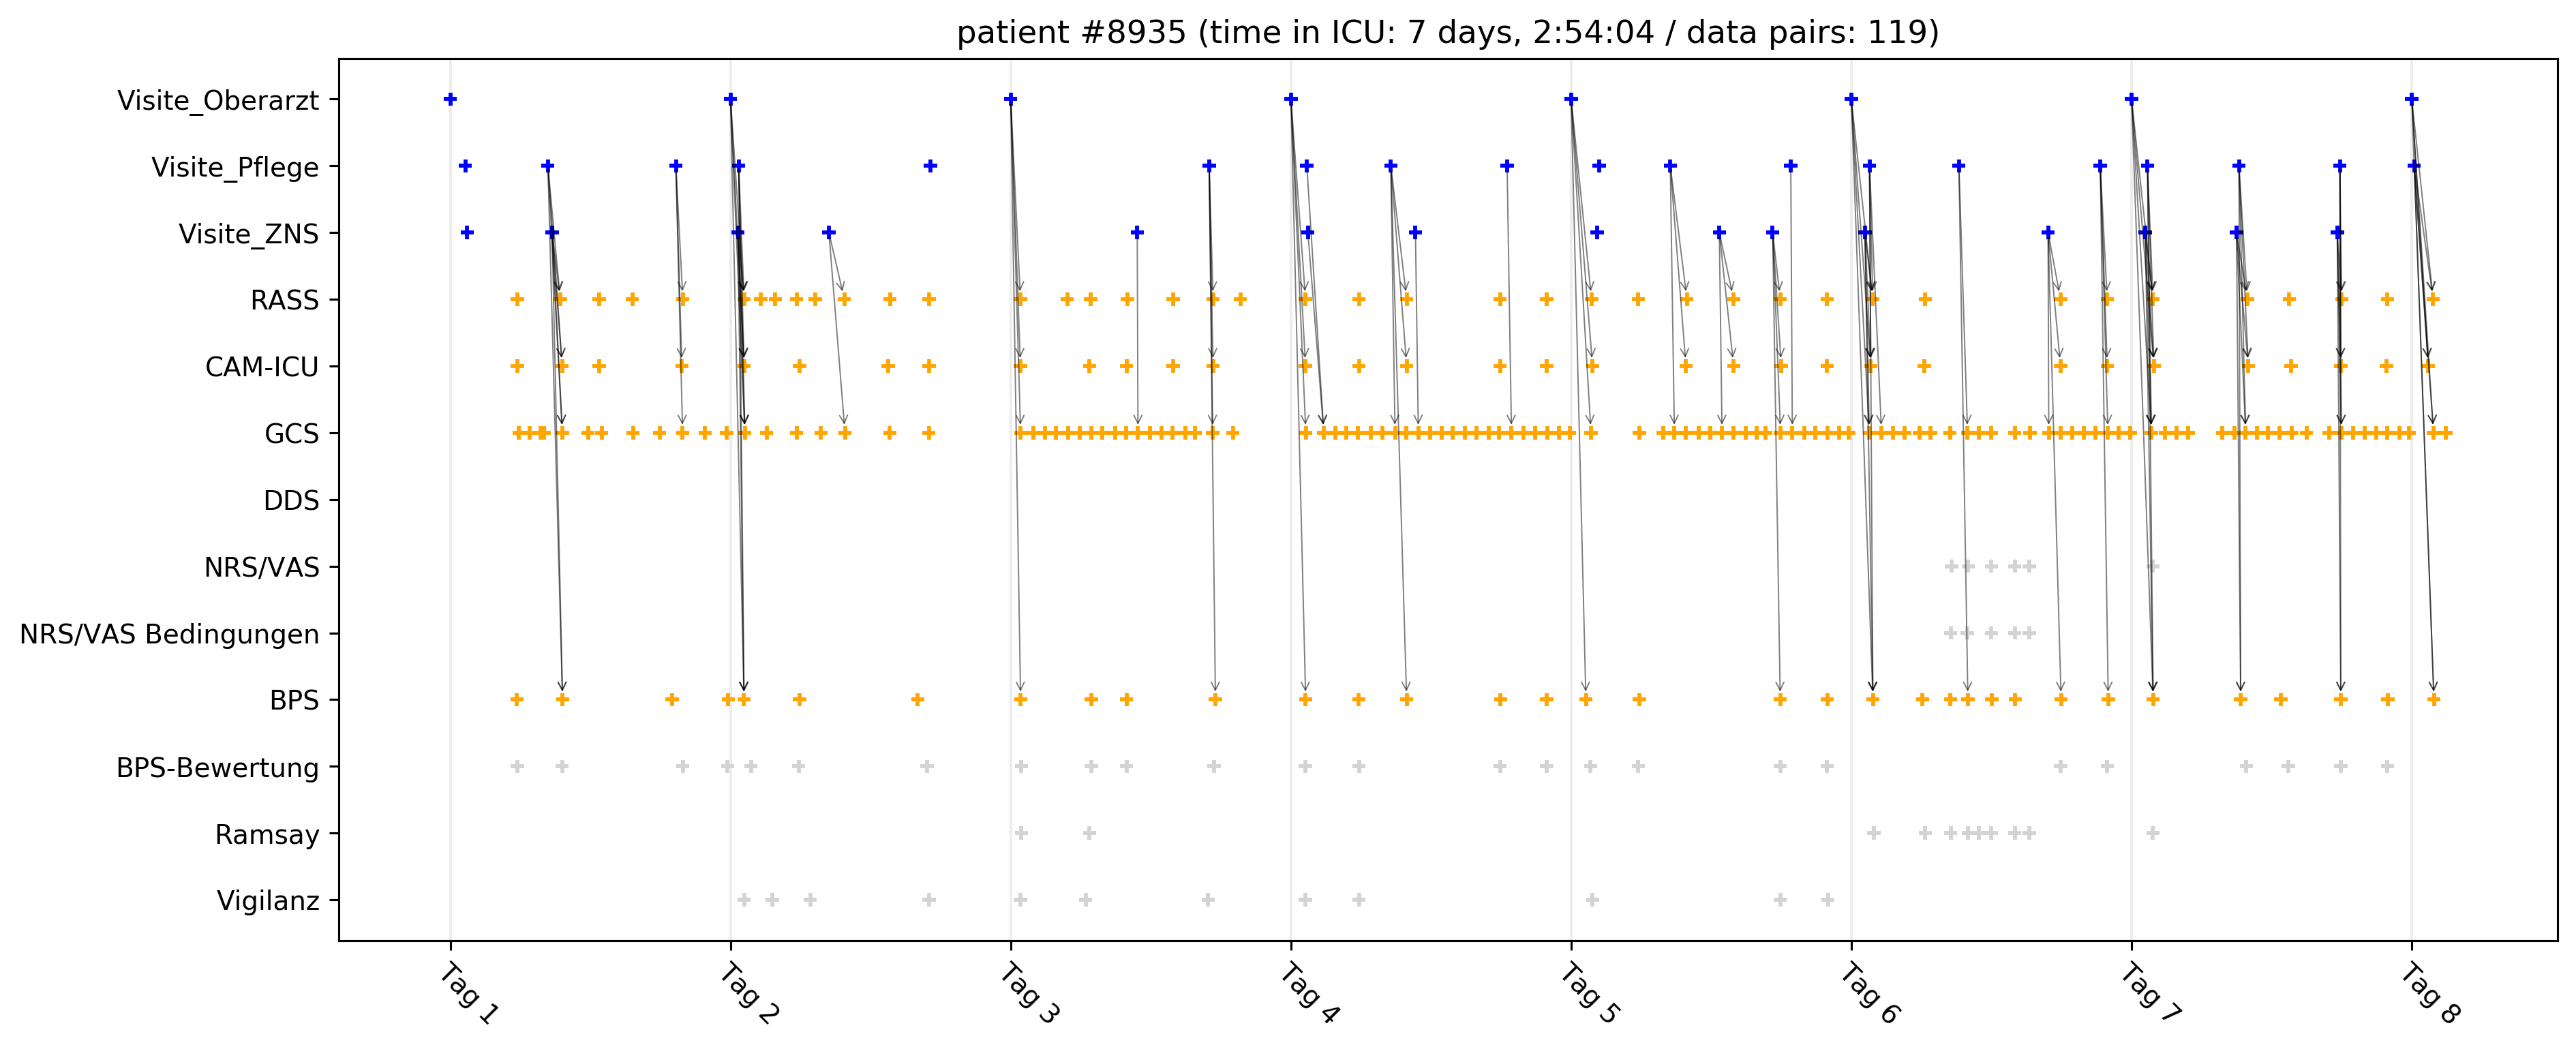 patient #8935 (time in ICU: 7 days, 2:54:04 / data pairs: 119)
Visite_Oberarzt
Visite_Pflege
Visite_ZNS
RASS
CAM-ICU
GCS
DDS
NRS/VAS
NRS/VAS Bedingungen
BPS
BPS-Bewertung
Ramsay
Vigilanz
Tag 1
Tag 2
Tag 3
Tag 4
Tag 5
Tag 6
Tag 7
Tag 8